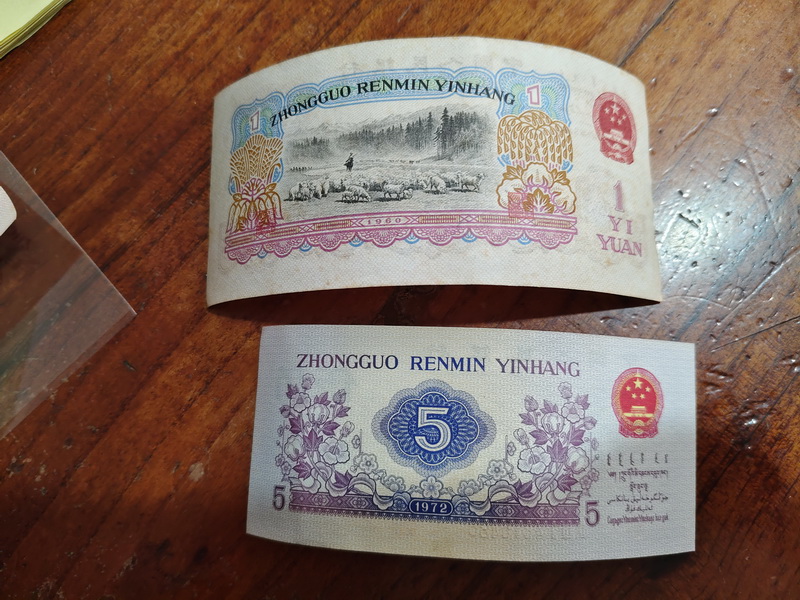 ZHONGGUO RENMIN YINHANG
1
1
1960
1
YI
YUAN
ZHONGGUO RENMIN YINHANG
5
5
1972
5